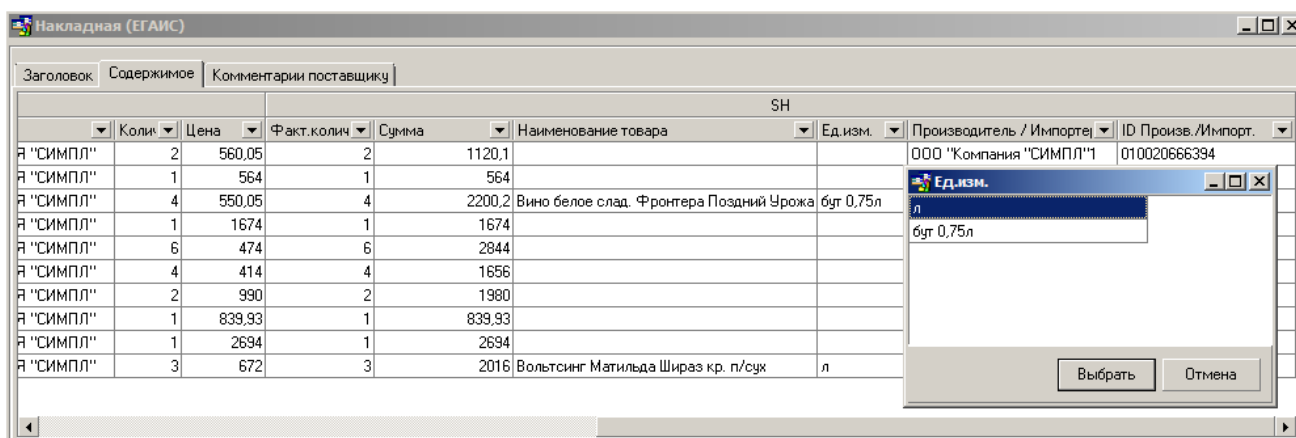 Накладная (ЕГАИС)
Заголовок Содержимое Комментарии поставщику
SH
Колич Цена Факт.колич Сумма Наименование товара Ед.изм. Производитель / Импортер ID Произв./Импорт.
Я "СИМПЛ" 2 560,05 2 1120,1 ООО "Компания "СИМПЛ"1 010020666394
Я "СИМПЛ" 1 564 1 564
Я "СИМПЛ" 4 550,05 4 2200,2 Вино белое слад. Фронтера Поздний Урожа бут 0,75л
Я "СИМПЛ" 1 1674 1 1674
Я "СИМПЛ" 6 474 6 2844
Я "СИМПЛ" 4 414 4 1656
Я "СИМПЛ" 2 990 2 1980
Я "СИМПЛ" 1 839,93 1 839,93
Я "СИМПЛ" 1 2694 1 2694
Я "СИМПЛ" 3 672 3 2016 Вольтсинг Матильда Шираз кр. п/сух л
Ед.изм.
л
бут 0,75л
Выбрать Отмена